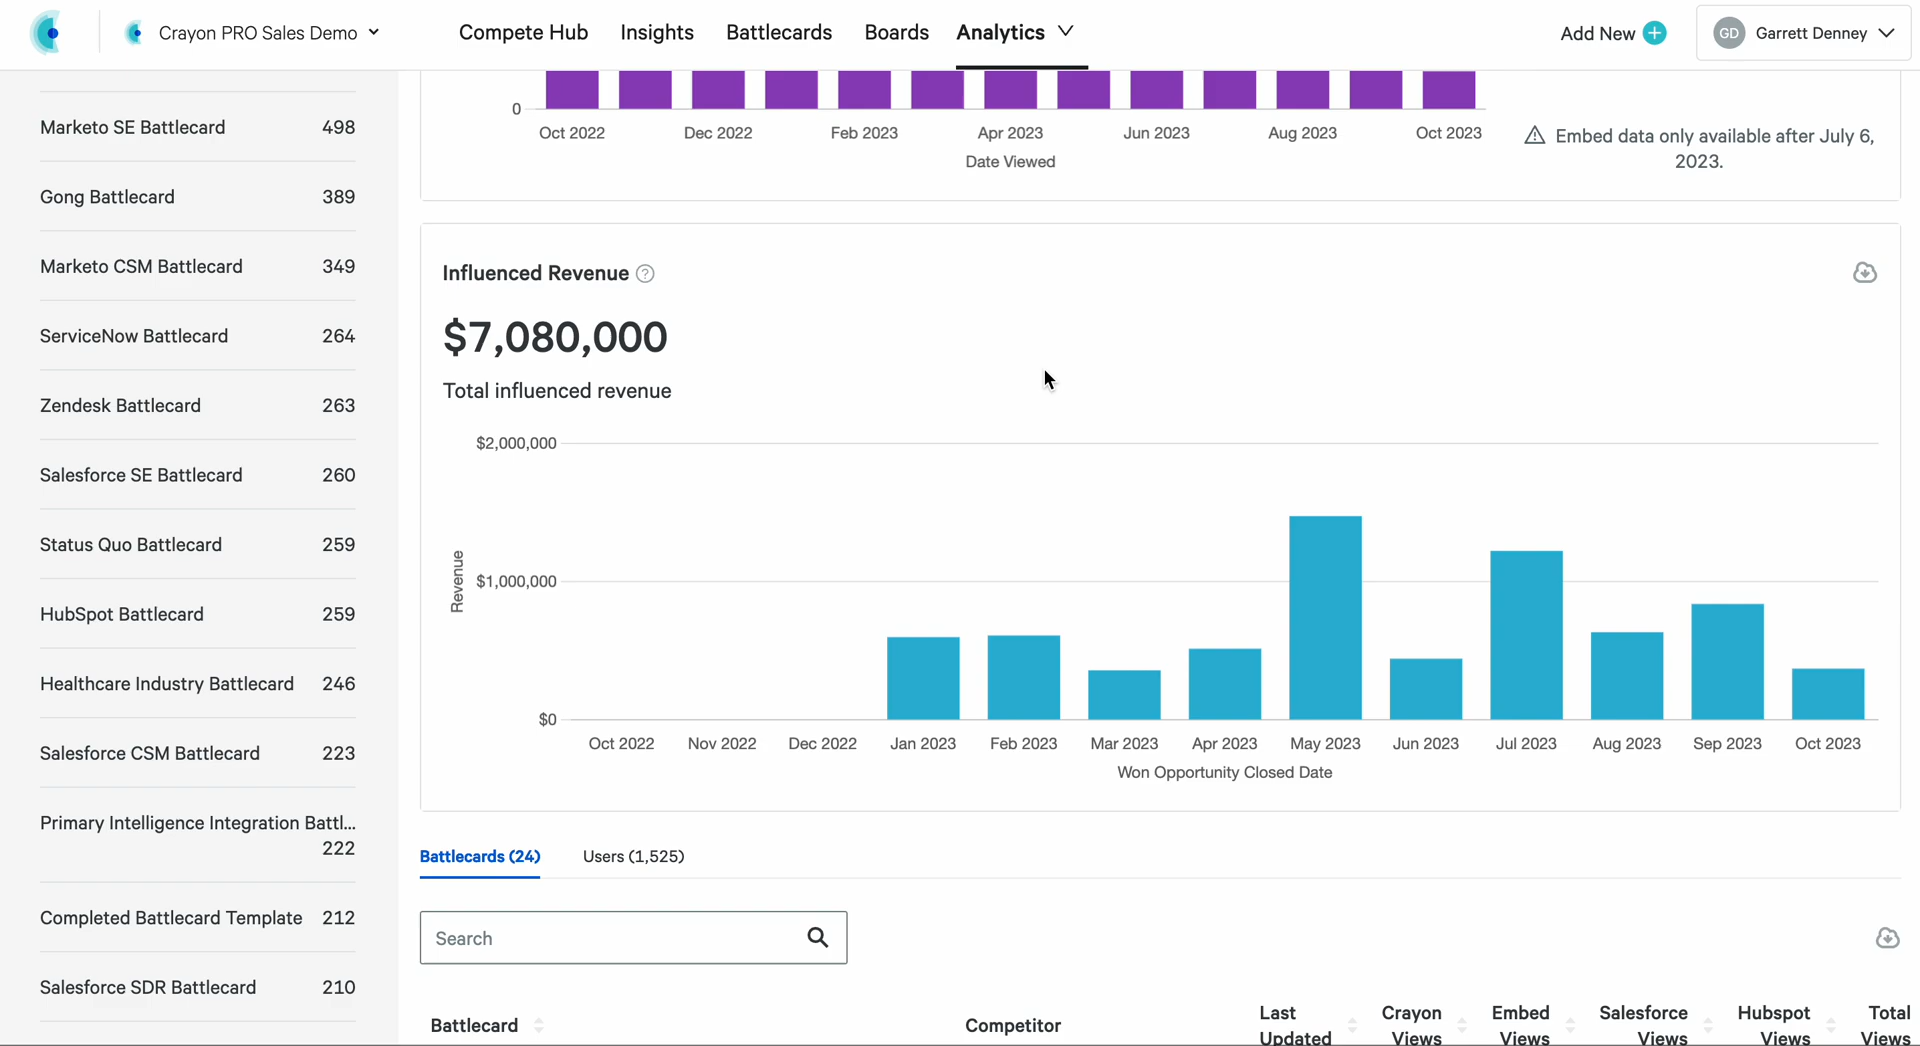 Crayon PRO Sales Demo
Compete Hub
Insights
Battlecards
Boards
Analytics
Add New
GD
Garrett Denney
Marketo SE Battlecard 498
Gong Battlecard 389
Marketo CSM Battlecard 349
ServiceNow Battlecard 264
Zendesk Battlecard 263
Salesforce SE Battlecard 260
Status Quo Battlecard 259
HubSpot Battlecard 259
Healthcare Industry Battlecard 246
Salesforce CSM Battlecard 223
Primary Intelligence Integration Battl...
222
Completed Battlecard Template 212
Salesforce SDR Battlecard 210
0
Oct 2022 Dec 2022 Feb 2023 Apr 2023 Jun 2023 Aug 2023 Oct 2023
Date Viewed
Embed data only available after July 6,
2023.
Influenced Revenue ?
$7,080,000
Total influenced revenue
$2,000,000
$1,000,000
$0
Revenue
Oct 2022 Nov 2022 Dec 2022 Jan 2023 Feb 2023 Mar 2023 Apr 2023 May 2023 Jun 2023 Jul 2023 Aug 2023 Sep 2023 Oct 2023
Won Opportunity Closed Date
Battlecards (24)
Users (1,525)
Search
Battlecard
Competitor
Last
Updated
Crayon
Views
Embed
Views
Salesforce
Views
Hubspot
Views
Total
Views